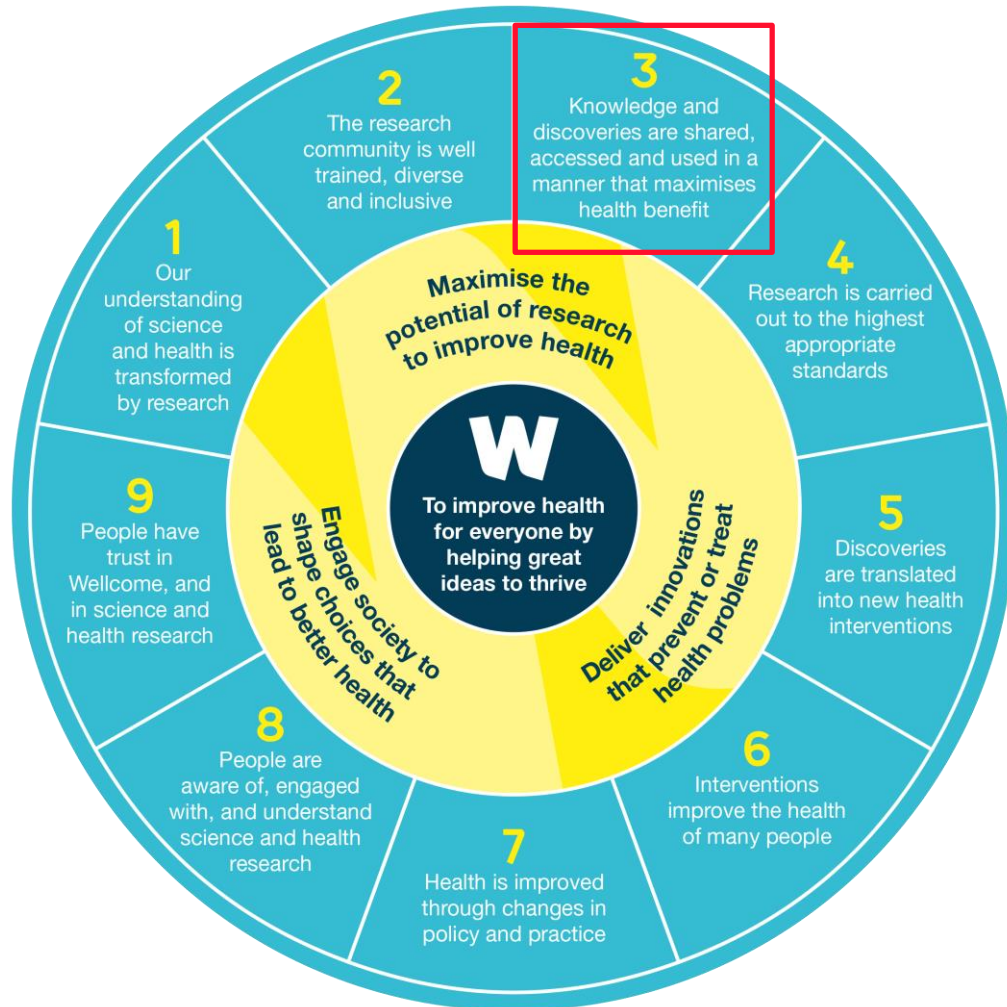 1
Our
understanding
of science
and health is
transformed
by research
2
The research
community is well
trained, diverse
and inclusive
3
Knowledge and
discoveries are shared,
accessed and used in a
manner that maximises
health benefit
4
Research is carried
out to the highest
appropriate
standards
5
Discoveries
are translated
into new health
interventions
6
Interventions
improve the health
of many people
7
Health is improved
through changes in
policy and practice
8
People are
aware of, engaged
with, and understand
science and health
research
9
People have
trust in
Wellcome, and
in science and
health research
Maximise the
potential of research
to improve health
Deliver innovations
that prevent or treat
health problems
Engage society to
shape choices that
lead to better health
W
To improve health
for everyone by
helping great
ideas to thrive